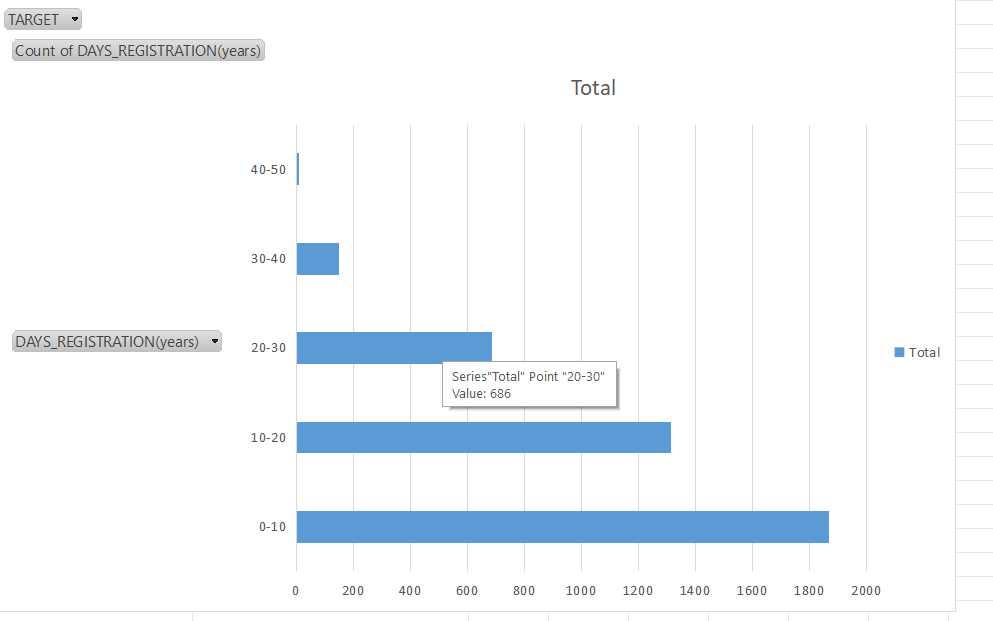 TARGET
Count of DAYS_REGISTRATION(years)
Total
40-50
30-40
DAYS_REGISTRATION(years)
20-30
Total
Series"Total" Point "20-30"
Value: 686
10-20
0-10
0 200 400 600 800 1000 1200 1400 1600 1800 2000